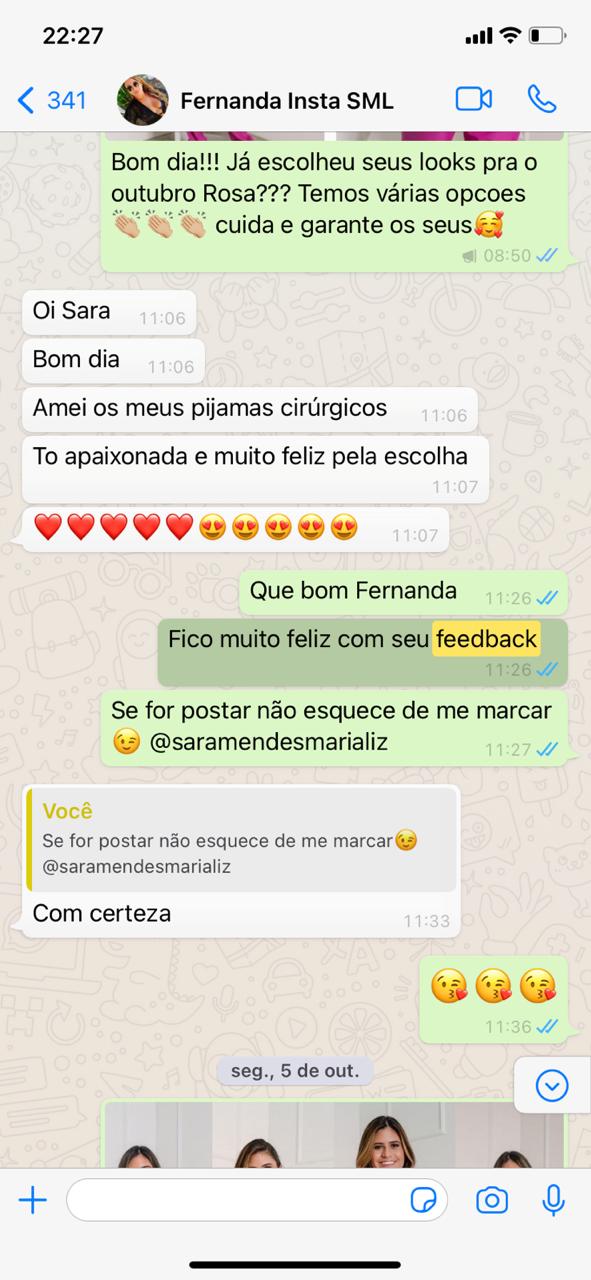 22:27
341
Fernanda Insta SML
Bom dia!!! Já escolheu seus looks pra o
outubro Rosa??? Temos várias opcoes
👏🏼👏🏼👏🏼 cuida e garante os seus🥰
08:50
Oi Sara
11:06
Bom dia
11:06
Amei os meus pijamas cirúrgicos
11:06
To apaixonada e muito feliz pela escolha
11:07
❤️❤️❤️❤️❤️😍😍😍😍😍
11:07
Que bom Fernanda
11:26
Fico muito feliz com seu feedback
11:26
Se for postar não esquece de me marcar
😉 @saramendesmarializ
11:27
Você
Se for postar não esquece de me marcar😉
@saramendesmarializ
Com certeza
11:33
😘😘😘
11:36
seg., 5 de out.